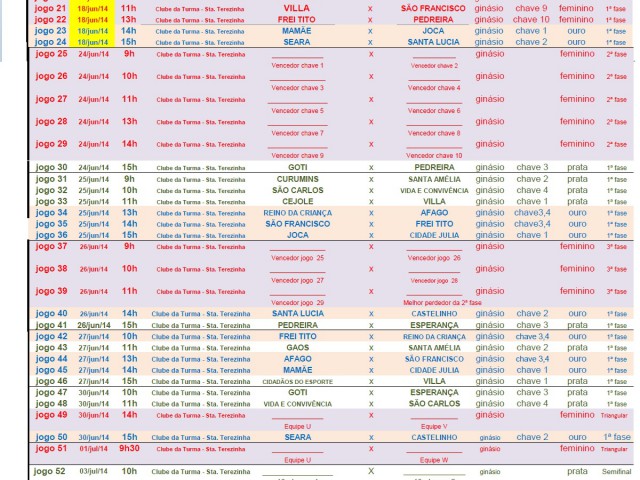 jogo 21 18/jun/14 11h Clube da Turma - Sta. Terezinha VILLA x SÃO FRANCISCO ginásio chave 9 feminino 1ª fase
jogo 22 18/jun/14 13h Clube da Turma - Sta. Terezinha FREI TITO x PEDREIRA ginásio chave 10 feminino 1ª fase
jogo 23 18/jun/14 14h Clube da Turma - Sta. Terezinha MAMÃE x JOCA ginásio chave 1 ouro 1ª fase
jogo 24 18/jun/14 15h Clube da Turma - Sta. Terezinha SEARA x SANTA LUCIA ginásio chave 2 ouro 1ª fase
jogo 25 24/jun/14 9h Clube da Turma - Sta. Terezinha x ginásio feminino 2ª fase
Vencedor chave 1 Vencedor chave 2
jogo 26 24/jun/14 10h Clube da Turma - Sta. Terezinha x ginásio feminino 2ª fase
Vencedor chave 3 Vencedor chave 4
jogo 27 24/jun/14 11h Clube da Turma - Sta. Terezinha x ginásio feminino 2ª fase
Vencedor chave 5 Vencedor chave 6
jogo 28 24/jun/14 13h Clube da Turma - Sta. Terezinha x ginásio feminino 2ª fase
Vencedor chave 7 Vencedor chave 8
jogo 29 24/jun/14 14h Clube da Turma - Sta. Terezinha x ginásio feminino 2ª fase
Vencedor chave 9 Vencedor chave 10
jogo 30 24/jun/14 15h Clube da Turma - Sta. Terezinha GOTI x PEDREIRA ginásio chave 3 prata 1ª fase
jogo 31 25/jun/14 9h Clube da Turma - Sta. Terezinha CURUMINS x SANTA AMÉLIA ginásio chave 2 prata 1ª fase
jogo 32 25/jun/14 10h Clube da Turma - Sta. Terezinha SÃO CARLOS x VIDA E CONVIVÊNCIA ginásio chave 4 prata 1ª fase
jogo 33 25/jun/14 11h Clube da Turma - Sta. Terezinha CEJOLE x VILLA ginásio chave 1 prata 1ª fase
jogo 34 25/jun/14 13h Clube da Turma - Sta. Terezinha REINO DA CRIANÇA x AFAGO ginásio chave3,4 ouro 1ª fase
jogo 35 25/jun/14 14h Clube da Turma - Sta. Terezinha SÃO FRANCISCO x FREI TITO ginásio chave3,4 ouro 1ª fase
jogo 36 25/jun/14 15h Clube da Turma - Sta. Terezinha JOCA x CIDADE JULIA ginásio chave 1 ouro 1ª fase
jogo 37 26/jun/14 9h Clube da Turma - Sta. Terezinha x ginásio feminino 3ª fase
Vencedor jogo 25 Vencedor jogo 26
jogo 38 26/jun/14 10h Clube da Turma - Sta. Terezinha x ginásio feminino 3ª fase
Vencedor jogo 27 Vencedor jogo 28
jogo 39 26/jun/14 11h Clube da Turma - Sta. Terezinha x ginásio feminino 3ª fase
Vencedor jogo 29 Melhor perdedor da 2ª fase
jogo 40 26/jun/14 14h Clube da Turma - Sta. Terezinha SANTA LUCIA x CASTELINHO ginásio chave 2 ouro 1ª fase
jogo 41 26/jun/14 15h Clube da Turma - Sta. Terezinha PEDREIRA x ESPERANÇA ginásio chave 3 prata 1ª fase
jogo 42 27/jun/14 10h Clube da Turma - Sta. Terezinha FREI TITO x REINO DA CRIANÇA ginásio chave 3,4 ouro 1ª fase
jogo 43 27/jun/14 11h Clube da Turma - Sta. Terezinha GAOS x SANTA AMÉLIA ginásio chave 2 prata 1ª fase
jogo 44 27/jun/14 13h Clube da Turma - Sta. Terezinha AFAGO x SÃO FRANCISCO ginásio chave 3,4 ouro 1ª fase
jogo 45 27/jun/14 14h Clube da Turma - Sta. Terezinha MAMÃE x CIDADE JULIA ginásio chave 1 ouro 1ª fase
jogo 46 27/jun/14 15h Clube da Turma - Sta. Terezinha CIDADÃOS DO ESPORTE x VILLA ginásio chave 1 prata 1ª fase
jogo 47 30/jun/14 10h Clube da Turma - Sta. Terezinha GOTI x ESPERANÇA ginásio chave 3 prata 1ª fase
jogo 48 30/jun/14 11h Clube da Turma - Sta. Terezinha VIDA E CONVIVÊNCIA x SÃO CARLOS ginásio chave 4 prata 1ª fase
jogo 49 30/jun/14 14h Clube da Turma - Sta. Terezinha x ginásio feminino Triangular
Equipe U Equipe V
jogo 50 30/jun/14 15h Clube da Turma - Sta. Terezinha SEARA x CASTELINHO ginásio chave 2 ouro 1ª fase
jogo 51 01/jul/14 9h30 Clube da Turma - Sta. Terezinha x ginásio feminino Triangular
Equipe U Equipe W
jogo 52 03/jul/14 10h Clube da Turma - Sta. Terezinha X ginásio prata Semifinal